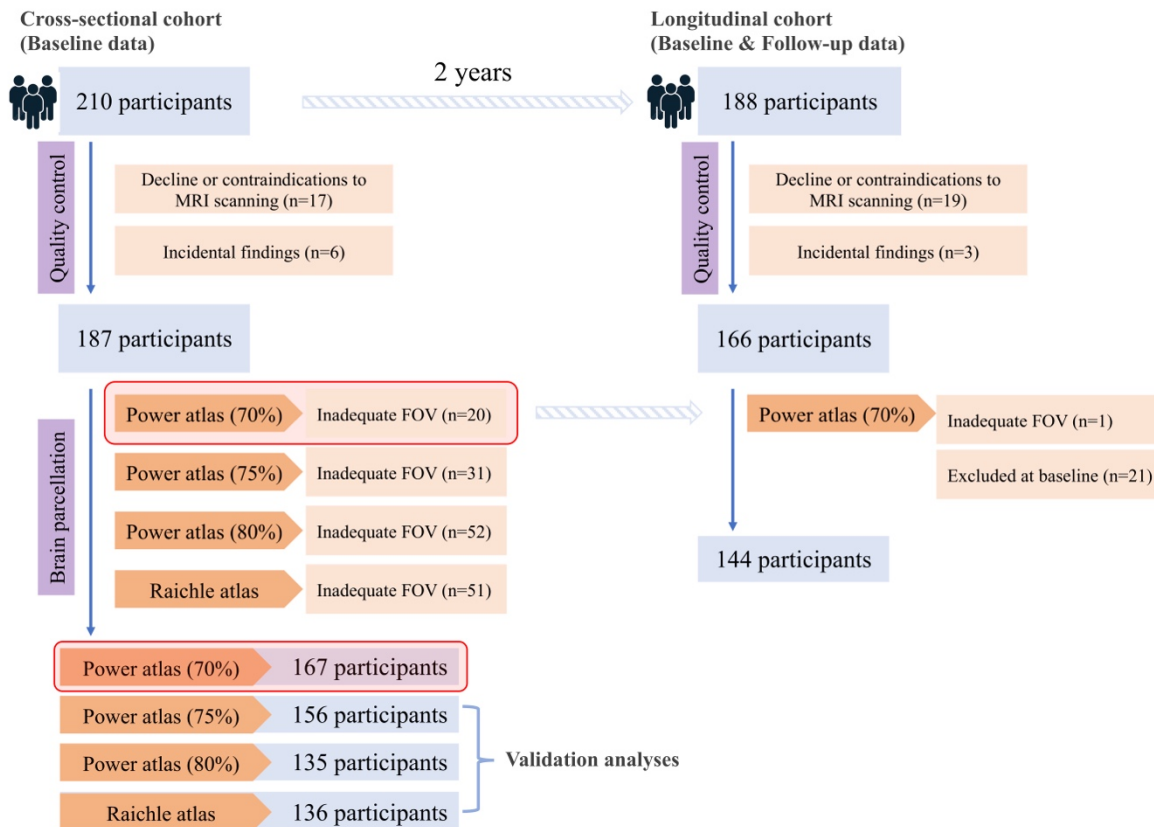 Cross-sectional cohort
(Baseline data)
Longitudinal cohort
(Baseline & Follow-up data)
210 participants
2 years
188 participants
Quality control
Decline or contraindications to
MRI scanning (n=17)
Incidental findings (n=6)
Quality control
Decline or contraindications to
MRI scanning (n=19)
Incidental findings (n=3)
187 participants
166 participants
Brain parcellation
Power atlas (70%)
Inadequate FOV (n=20)
Power atlas (75%)
Inadequate FOV (n=31)
Power atlas (80%)
Inadequate FOV (n=52)
Raichle atlas
Inadequate FOV (n=51)
Power atlas (70%)
Inadequate FOV (n=1)
Excluded at baseline (n=21)
144 participants
Power atlas (70%)
167 participants
Power atlas (75%)
156 participants
Power atlas (80%)
135 participants
Raichle atlas
136 participants
Validation analyses